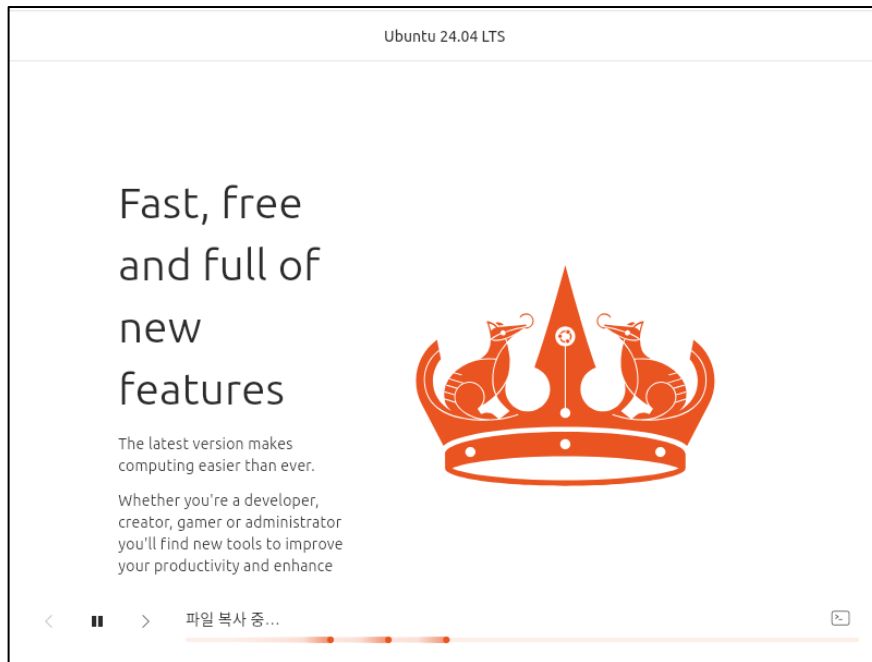 Ubuntu 24.04 LTS
Fast, free
and full of
new
features
The latest version makes
computing easier than ever.
Whether you're a developer,
creator, gamer or administrator
you'll find new tools to improve
your productivity and enhance
파일 복사 중...